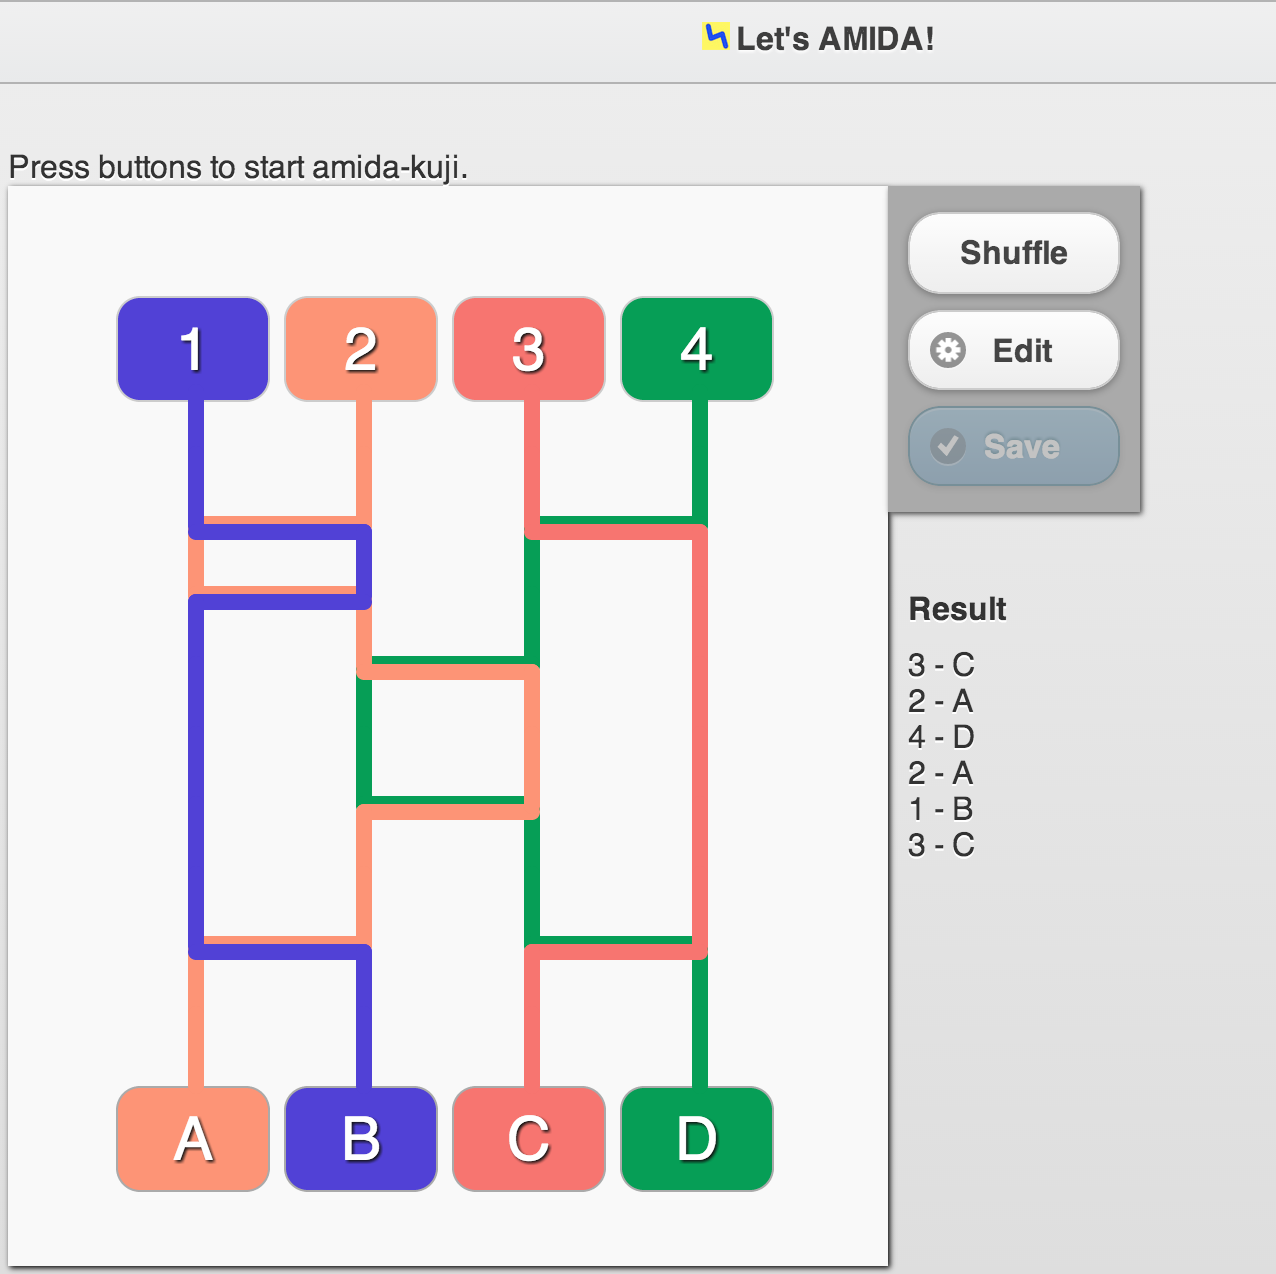 Let's AMIDA!
Press buttons to start amida-kuji.
1 2 3 4
Shuffle
Edit
Save
Result
3 - C
2 - A
4 - D
2 - A
1 - B
3 - C
A B C D